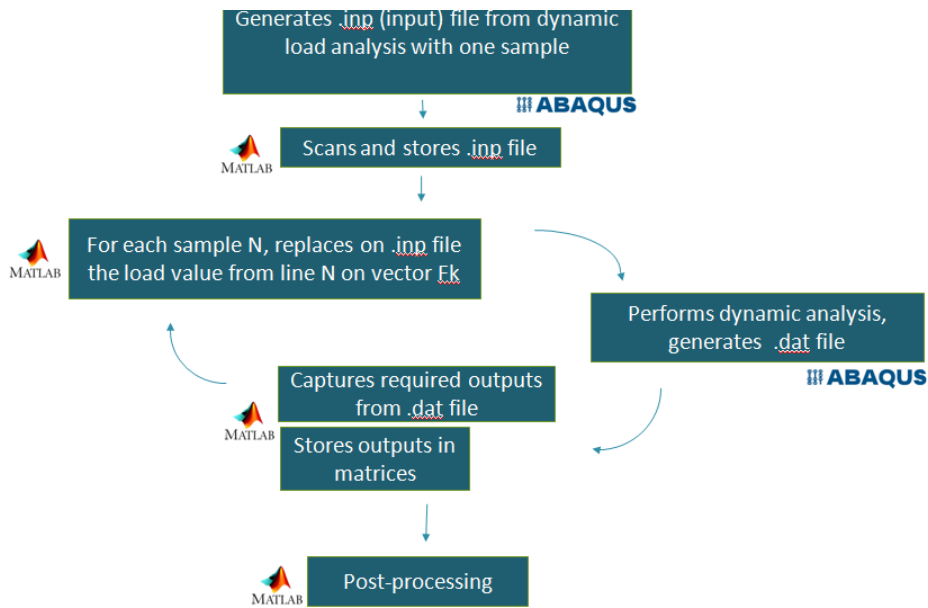 Generates .inp (input) file from dynamic
load analysis with one sample
ABAQUS
MATLAB
Scans and stores .inp file
MATLAB
For each sample N, replaces on .inp file
the load value from line N on vector Fk
Performs dynamic analysis,
generates .dat file
ABAQUS
Captures required outputs
from .dat file
MATLAB
Stores outputs in
matrices
MATLAB
Post-processing